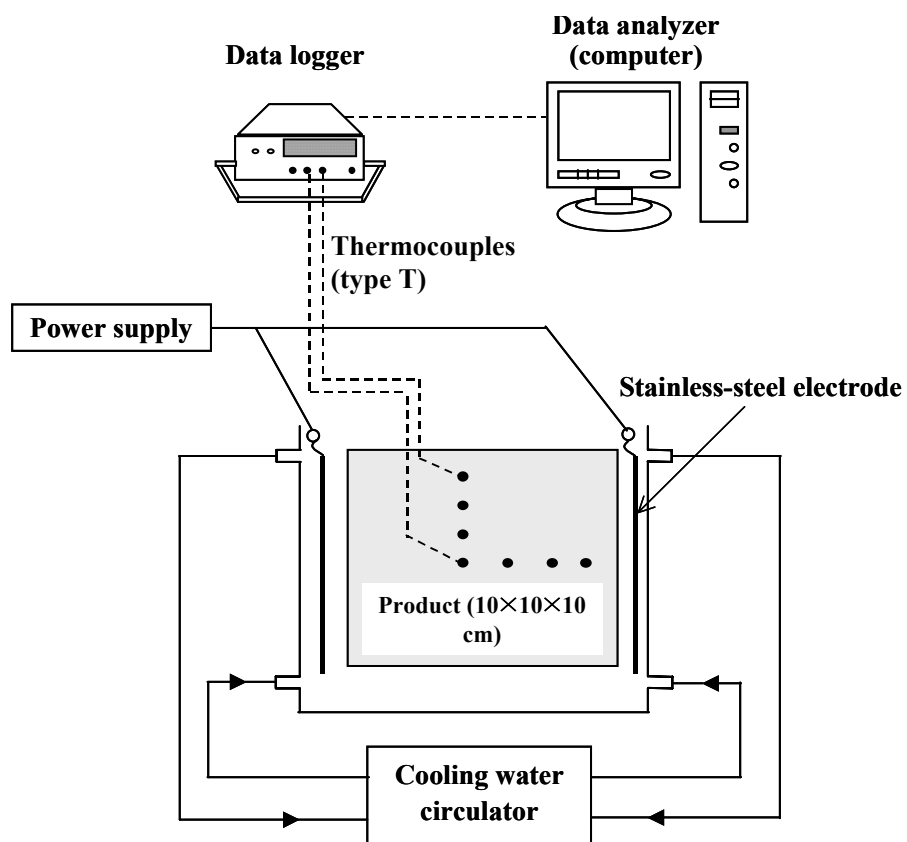 Data analyzer
(computer)
Data logger
Thermocouples
(type T)
Power supply
Stainless-steel electrode
Product (10×10×10
cm)
Cooling water
circulator